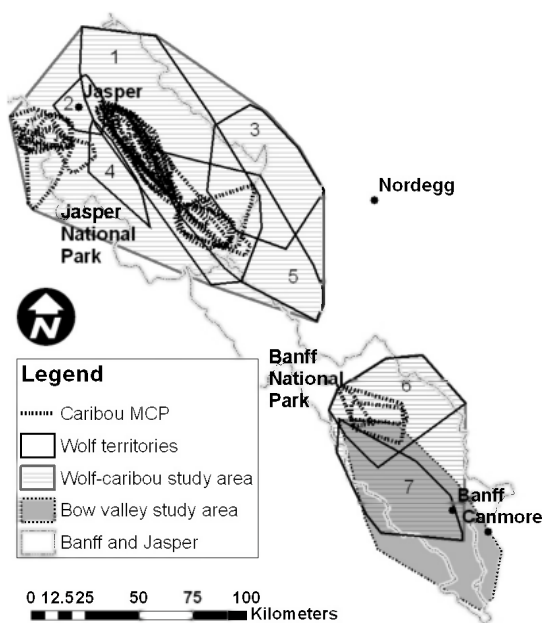 1
2 Jasper
3
4
Nordegg
Jasper
National
Park
5
N
Banff
National
Park
6
7
Banff
Canmore
Legend
Caribou MCP
Wolf territories
Wolf-caribou study area
Bow valley study area
Banff and Jasper
0 12.525 50 75 100
Kilometers